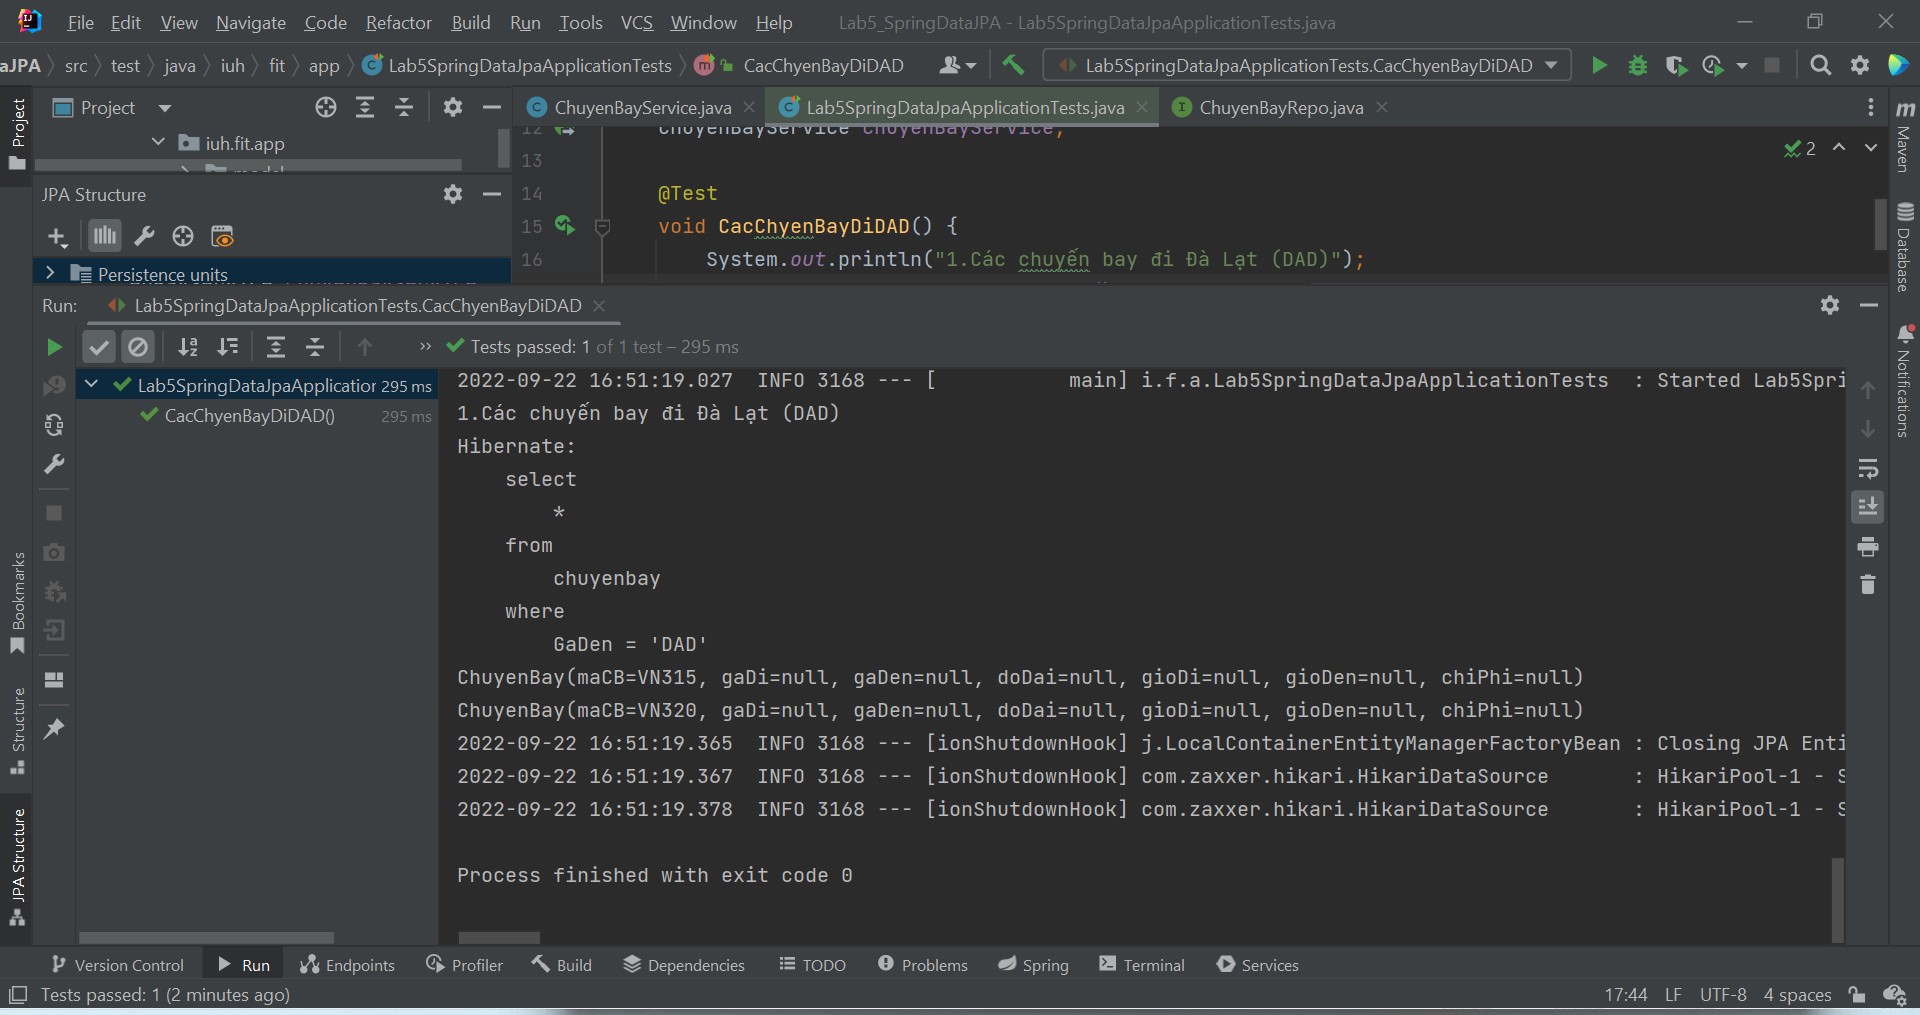 File Edit View Navigate Code Refactor Build Run Tools VCS Window Help Lab5_SpringDataJPA - Lab5SpringDataJpaApplicationTests.java
aJPA src test java iuh fit app Lab5SpringDataJpaApplicationTests CacChyenBayDiDAD Lab5SpringDataJpaApplicationTests.CacChyenBayDiDAD
Project ChuyenBayService.java Lab5SpringDataJpaApplicationTests.java ChuyenBayRepo.java
iuh.fit.app
12 ChuyenBayService chuyenBayService;
13
2
JPA Structure
14 @Test
15 void CacChyenBayDiDAD() {
16 System.out.println("1.Các chuyến bay đi Đà Lạt (DAD)");
Persistence units
Run: Lab5SpringDataJpaApplicationTests.CacChyenBayDiDAD
Tests passed: 1 of 1 test – 295 ms
Lab5SpringDataJpaApplication 295 ms
CacChyenBayDiDAD() 295 ms
2022-09-22 16:51:19.027 INFO 3168 --- [ main] i.f.a.Lab5SpringDataJpaApplicationTests : Started Lab5Spri
1.Các chuyến bay đi Đà Lạt (DAD)
Hibernate:
select
*
from
chuyenbay
where
GaDen = 'DAD'
ChuyenBay(maCB=VN315, gaDi=null, gaDen=null, doDai=null, gioDi=null, gioDen=null, chiPhi=null)
ChuyenBay(maCB=VN320, gaDi=null, gaDen=null, doDai=null, gioDi=null, gioDen=null, chiPhi=null)
2022-09-22 16:51:19.365 INFO 3168 --- [ionShutdownHook] j.LocalContainerEntityManagerFactoryBean : Closing JPA Enti
2022-09-22 16:51:19.367 INFO 3168 --- [ionShutdownHook] com.zaxxer.hikari.HikariDataSource : HikariPool-1 - S
2022-09-22 16:51:19.378 INFO 3168 --- [ionShutdownHook] com.zaxxer.hikari.HikariDataSource : HikariPool-1 - S
Process finished with exit code 0
Project
Bookmarks
Structure
JPA Structure
Maven
Database
Notifications
Version Control Run Endpoints Profiler Build Dependencies TODO Problems Spring Terminal Services
Tests passed: 1 (2 minutes ago) 17:44 LF UTF-8 4 spaces